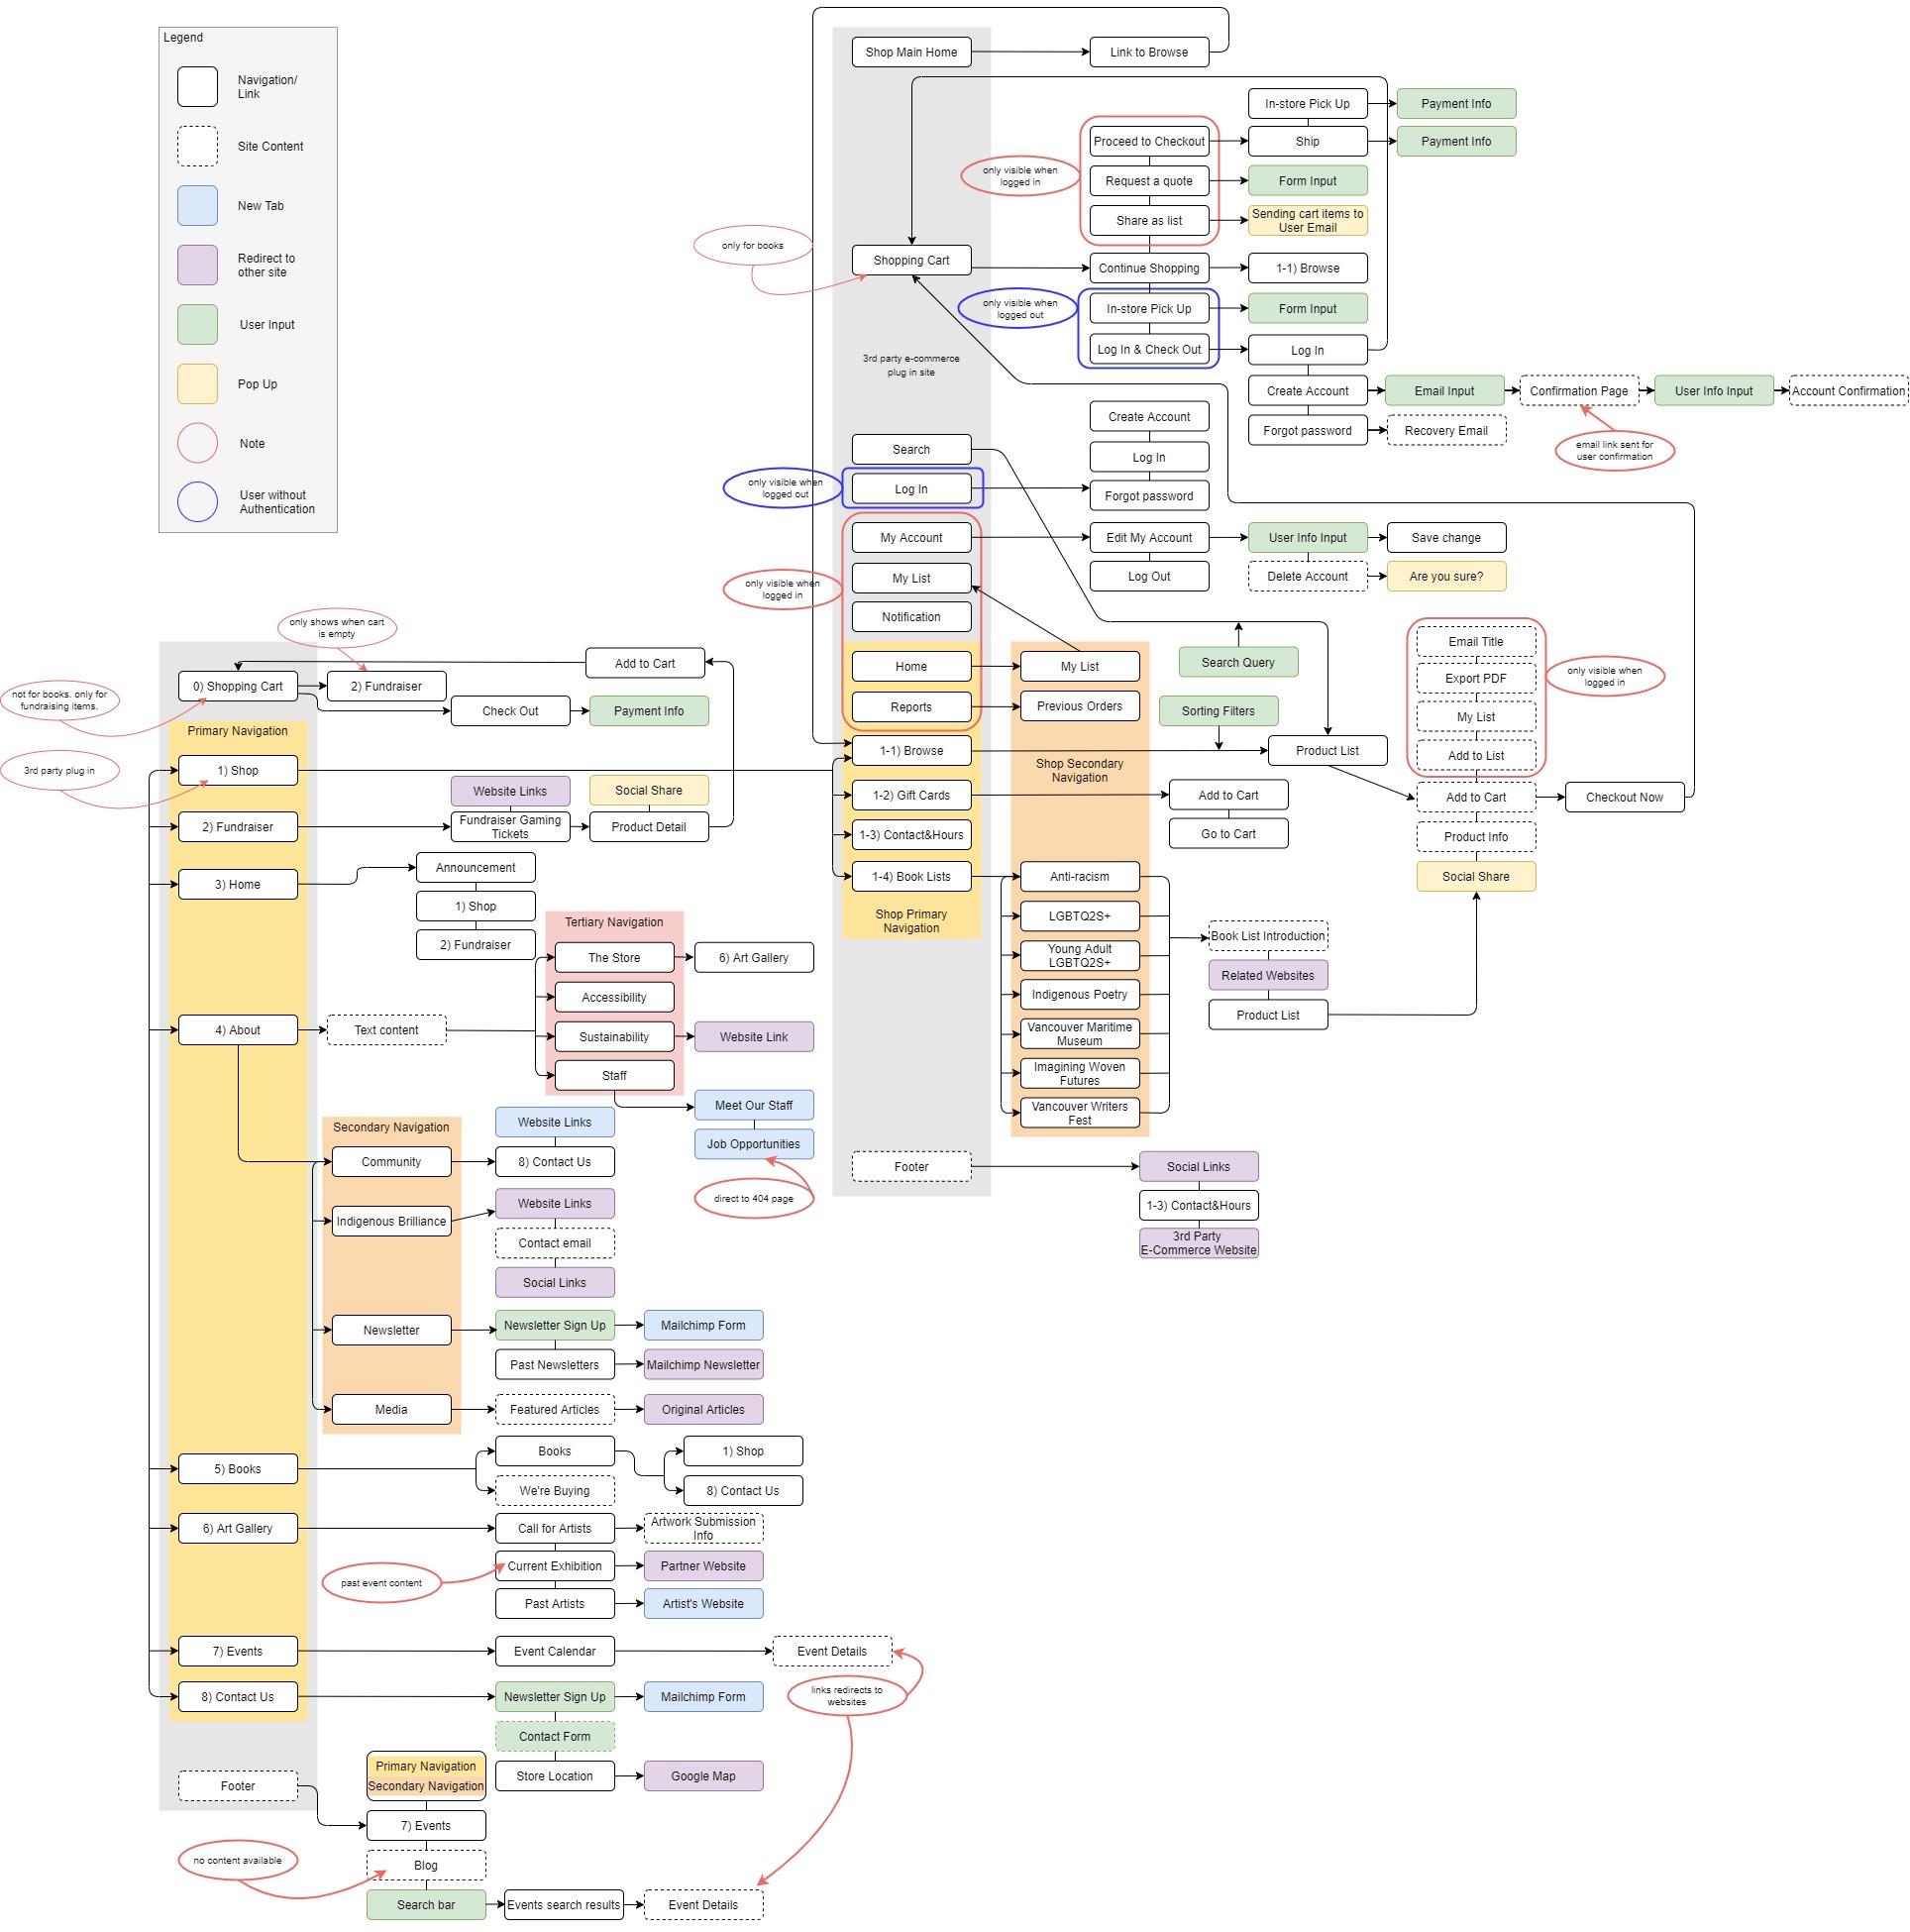 Legend
Navigation/
Link
Site Content
New Tab
Redirect to
other site
User Input
Pop Up
Note
User without
Authentication
Shop Main Home
Link to Browse
In-store Pick Up
Payment Info
Proceed to Checkout
Ship
Payment Info
only visible when
logged in
Request a quote
Form Input
Share as list
Sending cart items to
User Email
only for books
Shopping Cart
Continue Shopping
1-1) Browse
only visible when
logged out
In-store Pick Up
Form Input
Log In & Check Out
Log In
3rd party e-commerce
plug in site
Create Account
Email Input
Confirmation Page
User Info Input
Account Confirmation
Forgot password
Recovery Email
email link sent for
user confirmation
Create Account
Search
Log In
only visible when
logged out
Log In
Forgot password
My Account
Edit My Account
User Info Input
Save change
only visible when
logged in
My List
Log Out
Delete Account
Are you sure?
Notification
Home
My List
Search Query
Reports
Previous Orders
Sorting Filters
Email Title
Export PDF
My List
Add to List
only visible when
logged in
1-1) Browse
Product List
Shop Secondary
Navigation
1-2) Gift Cards
Add to Cart
Add to Cart
Checkout Now
1-3) Contact&Hours
Go to Cart
Product Info
1-4) Book Lists
Anti-racism
Social Share
Shop Primary
Navigation
LGBTQ2S+
Young Adult
LGBTQ2S+
Indigenous Poetry
Vancouver Maritime
Museum
Imagining Woven
Futures
Vancouver Writers
Fest
Book List Introduction
Related Websites
Product List
Footer
Social Links
1-3) Contact&Hours
3rd Party
E-Commerce Website
only shows when cart
is empty
Add to Cart
not for books. only for
fundraising items.
0) Shopping Cart
2) Fundraiser
Check Out
Payment Info
Primary Navigation
3rd party plug in
1) Shop
Website Links
Social Share
2) Fundraiser
Fundraiser Gaming
Tickets
Product Detail
3) Home
Announcement
1) Shop
2) Fundraiser
Tertiary Navigation
The Store
6) Art Gallery
Accessibility
4) About
Text content
Sustainability
Website Link
Staff
Meet Our Staff
Job Opportunities
direct to 404 page
Secondary Navigation
Website Links
Community
8) Contact Us
Website Links
Indigenous Brilliance
Contact email
Social Links
Newsletter
Newsletter Sign Up
Mailchimp Form
Past Newsletters
Mailchimp Newsletter
Media
Featured Articles
Original Articles
5) Books
Books
1) Shop
We're Buying
8) Contact Us
6) Art Gallery
Call for Artists
Artwork Submission
Info
past event content
Current Exhibition
Partner Website
Past Artists
Artist's Website
7) Events
Event Calendar
Event Details
8) Contact Us
Newsletter Sign Up
Mailchimp Form
links redirects to
websites
Contact Form
Store Location
Google Map
Footer
Primary Navigation
Secondary Navigation
7) Events
no content available
Blog
Search bar
Events search results
Event Details